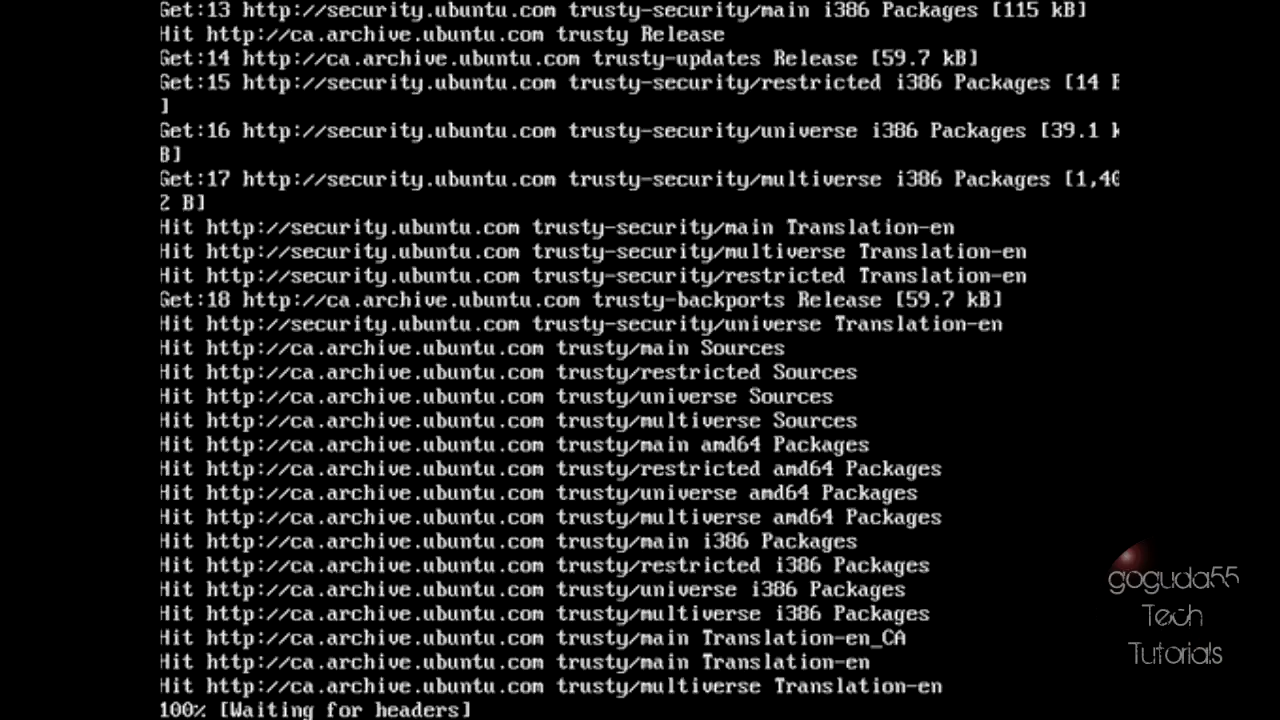 Get:13 http://security.ubuntu.com trusty-security/main i386 Packages [115 kB]
Hit http://ca.archive.ubuntu.com trusty Release
Get:14 http://ca.archive.ubuntu.com trusty-updates Release [59.7 kB]
Get:15 http://security.ubuntu.com trusty-security/restricted i386 Packages [14 B
]
Get:16 http://security.ubuntu.com trusty-security/universe i386 Packages [39.1 k
B]
Get:17 http://security.ubuntu.com trusty-security/multiverse i386 Packages [1,40
2 B]
Hit http://security.ubuntu.com trusty-security/main Translation-en
Hit http://security.ubuntu.com trusty-security/multiverse Translation-en
Hit http://security.ubuntu.com trusty-security/restricted Translation-en
Get:18 http://ca.archive.ubuntu.com trusty-backports Release [59.7 kB]
Hit http://security.ubuntu.com trusty-security/universe Translation-en
Hit http://ca.archive.ubuntu.com trusty/main Sources
Hit http://ca.archive.ubuntu.com trusty/restricted Sources
Hit http://ca.archive.ubuntu.com trusty/universe Sources
Hit http://ca.archive.ubuntu.com trusty/multiverse Sources
Hit http://ca.archive.ubuntu.com trusty/main amd64 Packages
Hit http://ca.archive.ubuntu.com trusty/restricted amd64 Packages
Hit http://ca.archive.ubuntu.com trusty/universe amd64 Packages
Hit http://ca.archive.ubuntu.com trusty/multiverse amd64 Packages
Hit http://ca.archive.ubuntu.com trusty/main i386 Packages
Hit http://ca.archive.ubuntu.com trusty/restricted i386 Packages
Hit http://ca.archive.ubuntu.com trusty/universe i386 Packages
Hit http://ca.archive.ubuntu.com trusty/multiverse i386 Packages
Hit http://ca.archive.ubuntu.com trusty/main Translation-en_CA
Hit http://ca.archive.ubuntu.com trusty/main Translation-en
Hit http://ca.archive.ubuntu.com trusty/multiverse Translation-en
100% [Waiting for headers]
goguda55
Tech
Tutorials